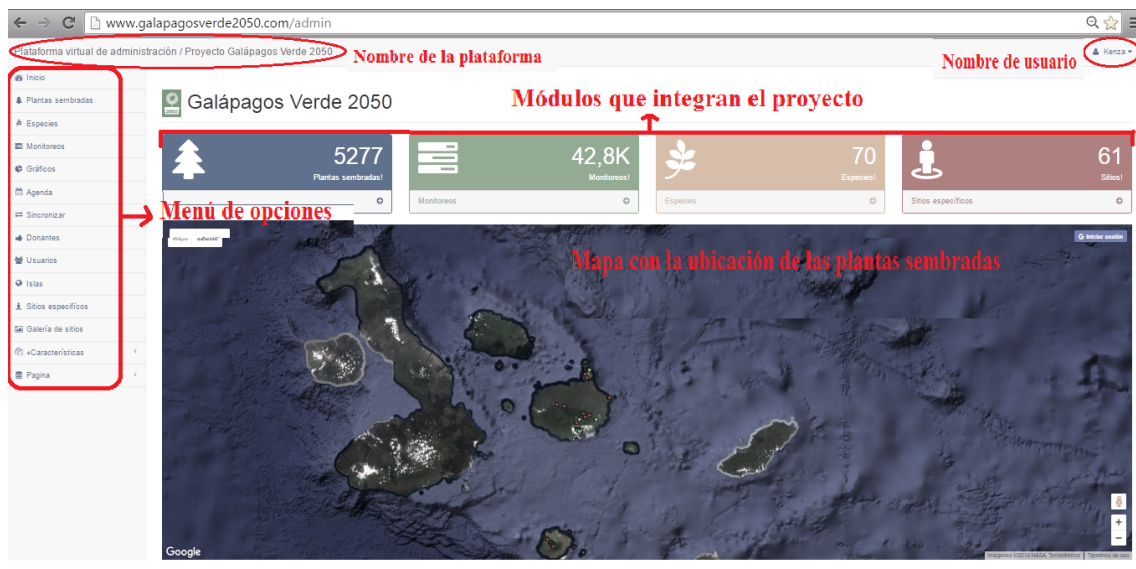 www.galapagosverde2050.com/admin
Plataforma virtual de administración / Proyecto Galápagos Verde 2050
Nombre de la plataforma
Nombre de usuario
Kenza
Inicio
Plantas sembradas
Especies
Monitoreos
Gráficos
Agenda
Sincronizar
Donantes
Usuarios
Islas
Sitios específicos
Galería de sitios
+Características
Pagina
Menú de opciones
Galápagos Verde 2050
Módulos que integran el proyecto
5277
Plantas sembradas!
42,8K
Monitoreos!
Monitoreos
70
Especies!
Especies
61
Sitios!
Sitios específicos
Iniciar sesión
Mapa con la ubicación de las plantas sembradas
Google
Imágenes ©2016 NASA, TerraMetrics
Términos de uso